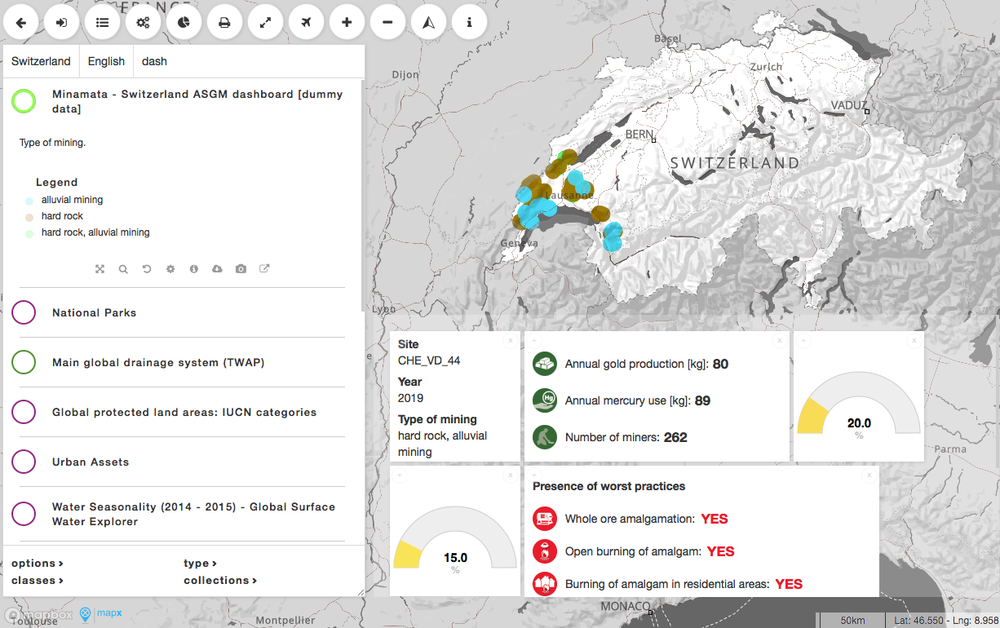 FRANCE
Switzerland
English
dash
Minamata - Switzerland ASGM dashboard [dummy
data]
Type of mining.
Legend
alluvial mining
hard rock
hard rock, alluvial mining
National Parks
Main global drainage system (TWAP)
Global protected land areas: IUCN categories
Urban Assets
Water Seasonality (2014 - 2015) - Global Surface
Water Explorer
options ›
type ›
classes ›
collections ›
Basel
Dijon
Zurich
VADUZ
BERN
SWITZERLAND
Lausanne
Geneva
Lyon
Site
CHE_VD_44
Year
2019
Type of mining
hard rock, alluvial
mining
Annual gold production [kg]: 80
Annual mercury use [kg]: 89
Hg
Number of miners: 262
20.0
%
Parma
15.0
%
Presence of worst practices
Whole ore amalgamation: YES
Open burning of amalgam: YES
Burning of amalgam in residential areas: YES
MONACO
mapbox
mapx
Toulouse
Montpellier
50km
Lat: 46.550 - Lng: 8.958